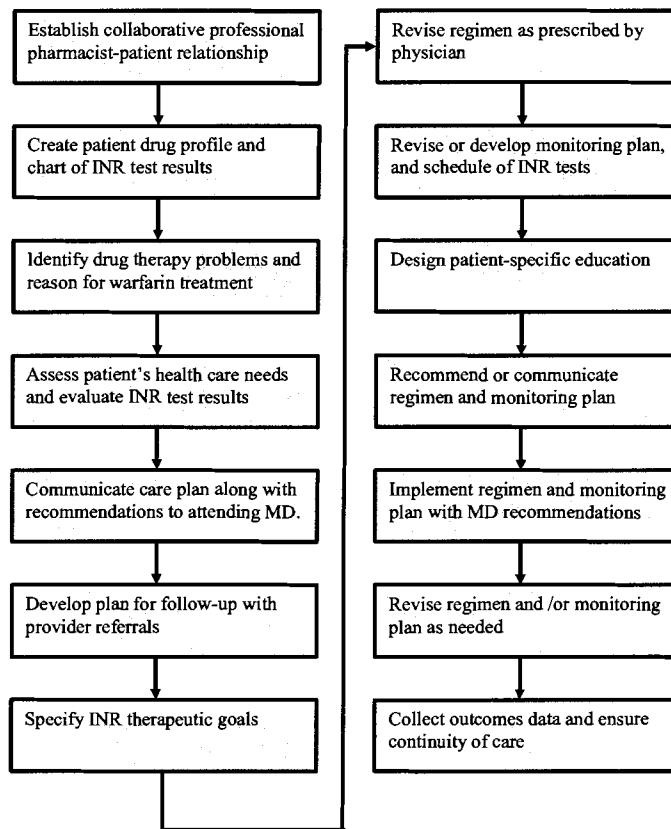 Establish collaborative professional
pharmacist-patient relationship
Create patient drug profile and
chart of INR test results
Identify drug therapy problems and
reason for warfarin treatment
Assess patient's health care needs
and evaluate INR test results
Communicate care plan along with
recommendations to attending MD.
Develop plan for follow-up with
provider referrals
Specify INR therapeutic goals
Revise regimen as prescribed by
physician
Revise or develop monitoring plan,
and schedule of INR tests
Design patient-specific education
Recommend or communicate
regimen and monitoring plan
Implement regimen and monitoring
plan with MD recommendations
Revise regimen and /or monitoring
plan as needed
Collect outcomes data and ensure
continuity of care